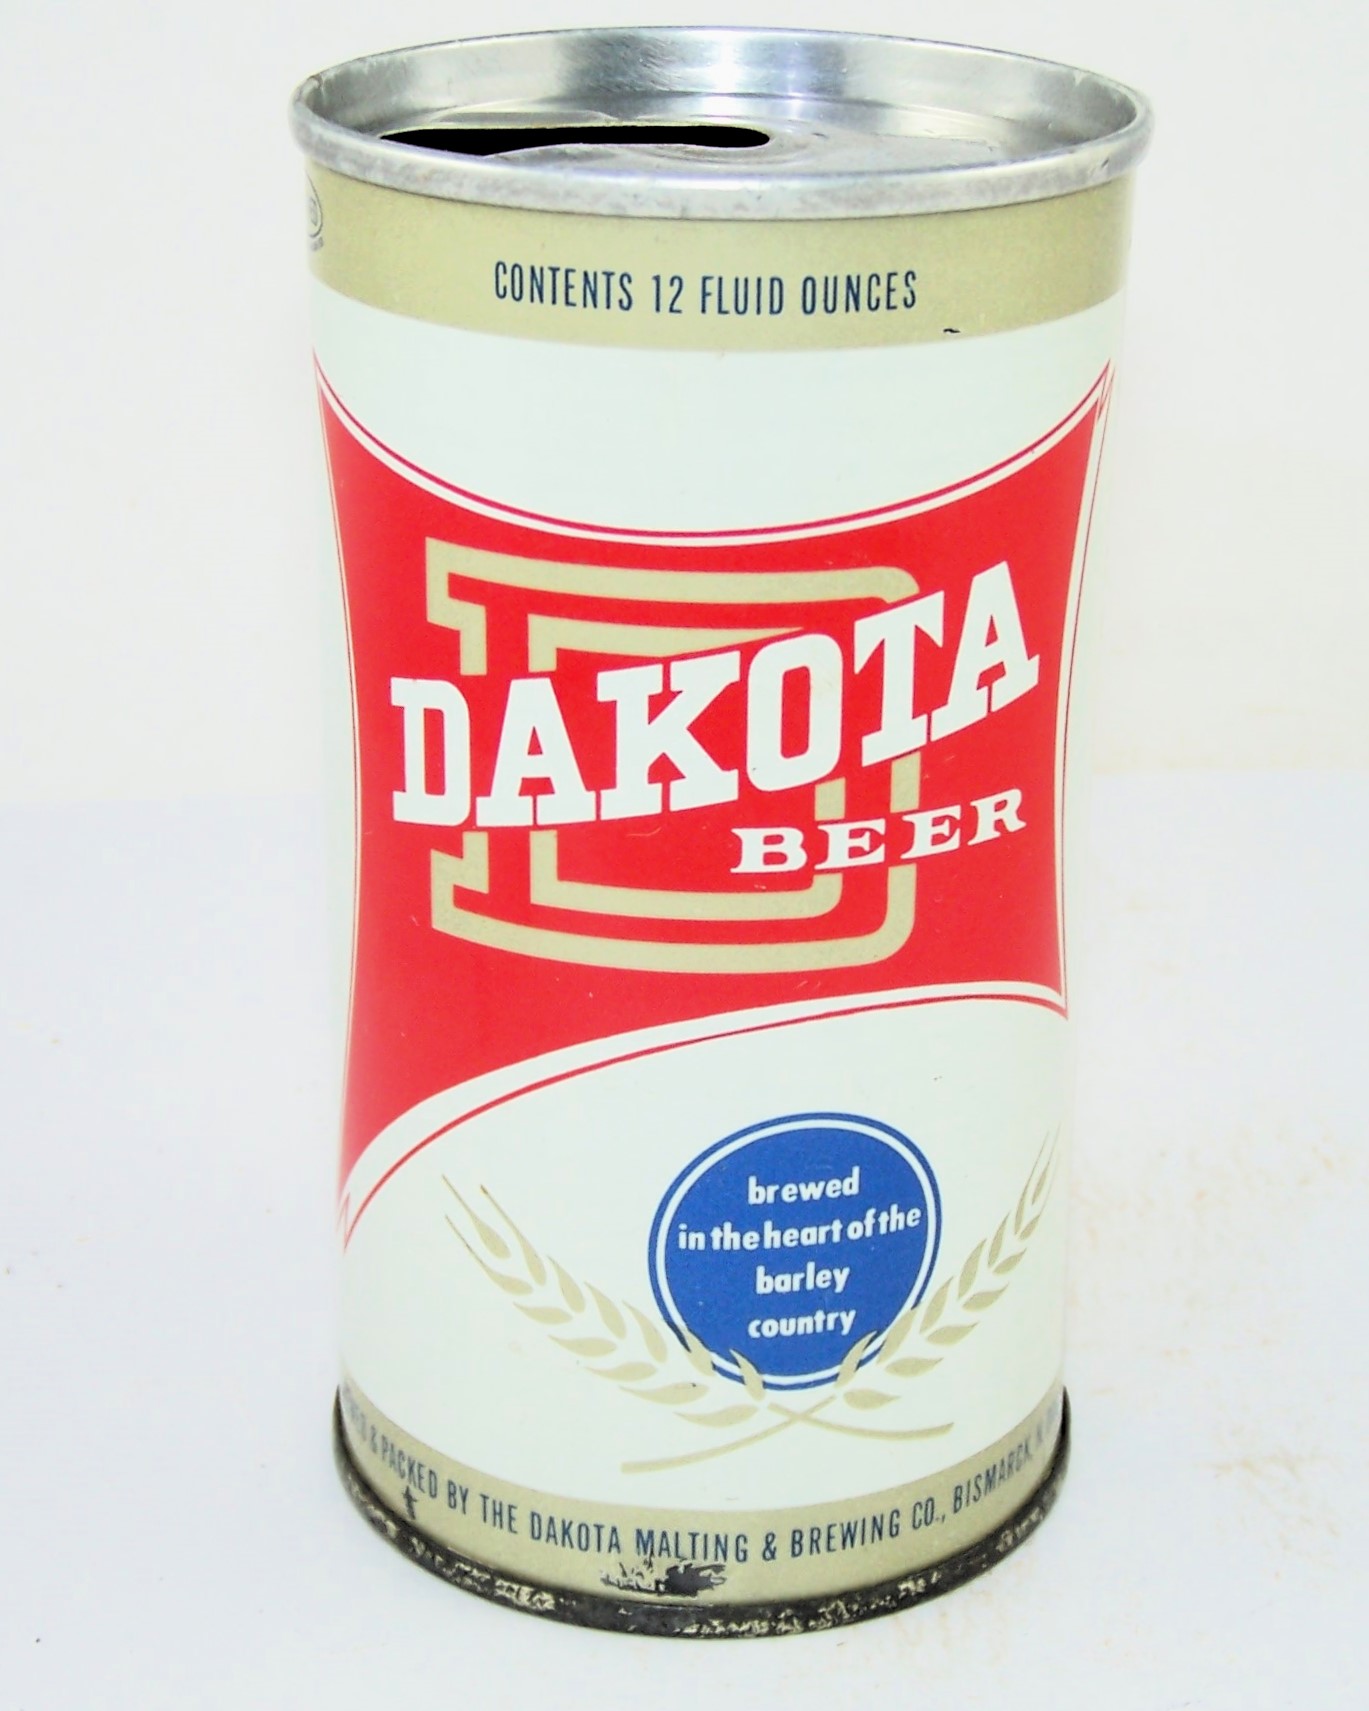 CONTENTS 12 FLUID OUNCES
DAKOTA
BEER
brewed
in the heart of the
barley
country
& PACKED BY THE DAKOTA MALTING & BREWING CO., BISMARCK, N.